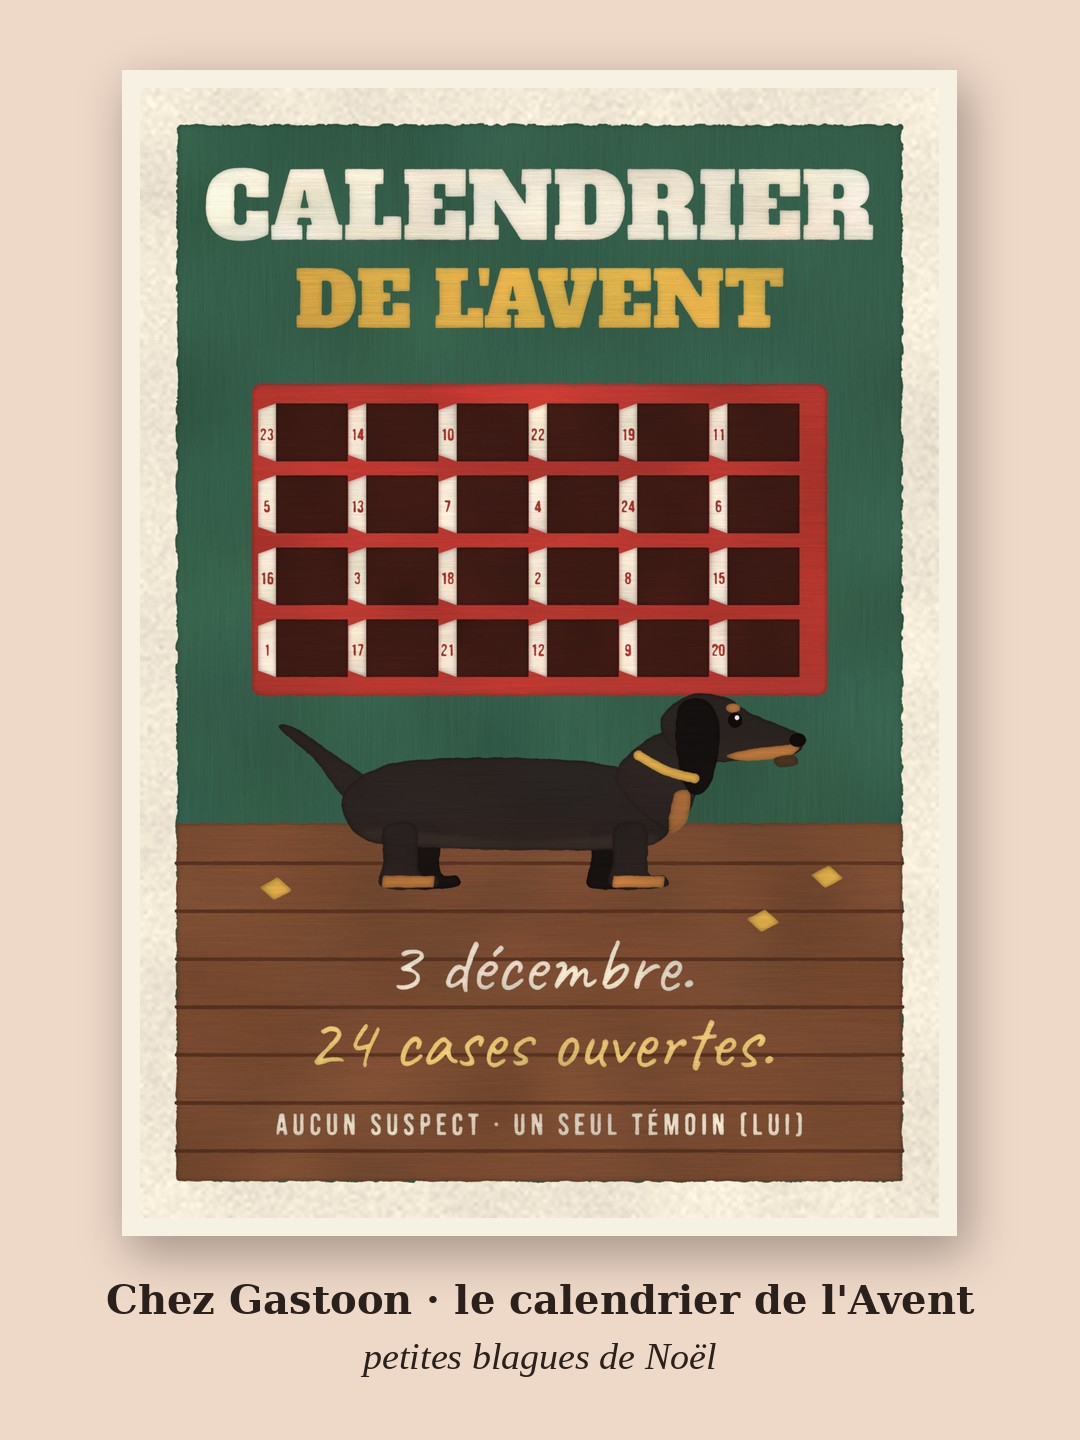 CALENDRIER
DE L'AVENT
23 14 10 22 19 11
5 13 7 4 24 6
16 3 18 2 8 15
1 17 21 12 9 20
3 décembre.
24 cases ouvertes.
AUCUN SUSPECT · UN SEUL TÉMOIN (LUI)
Chez Gastoon · le calendrier de l'Avent
petites blagues de Noël